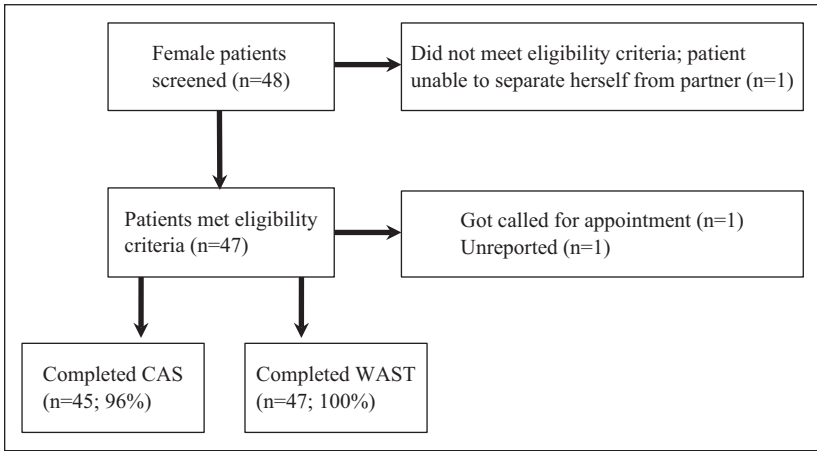 Female patients
screened (n=48)
Did not meet eligibility criteria; patient
unable to separate herself from partner (n=1)
Patients met eligibility
criteria (n=47)
Got called for appointment (n=1)
Unreported (n=1)
Completed CAS
(n=45; 96%)
Completed WAST
(n=47; 100%)